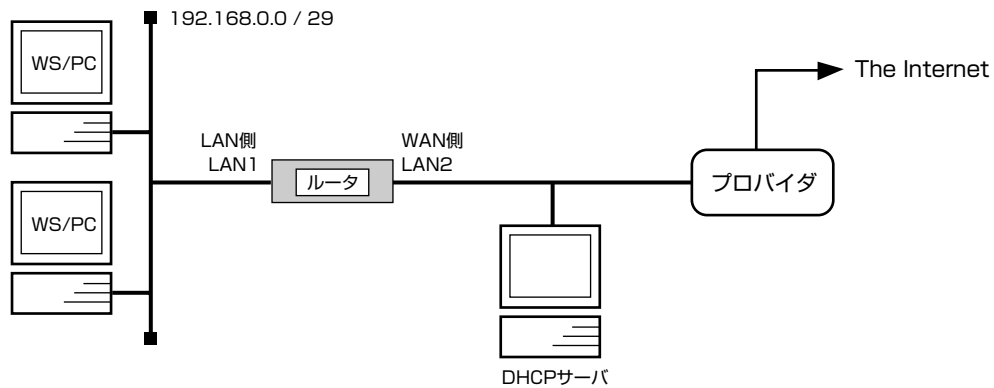 192.168.0.0 / 29
WS/PC
The Internet
LAN側
LAN1
WAN側
LAN2
ルータ
プロバイダ
WS/PC
DHCPサーバ